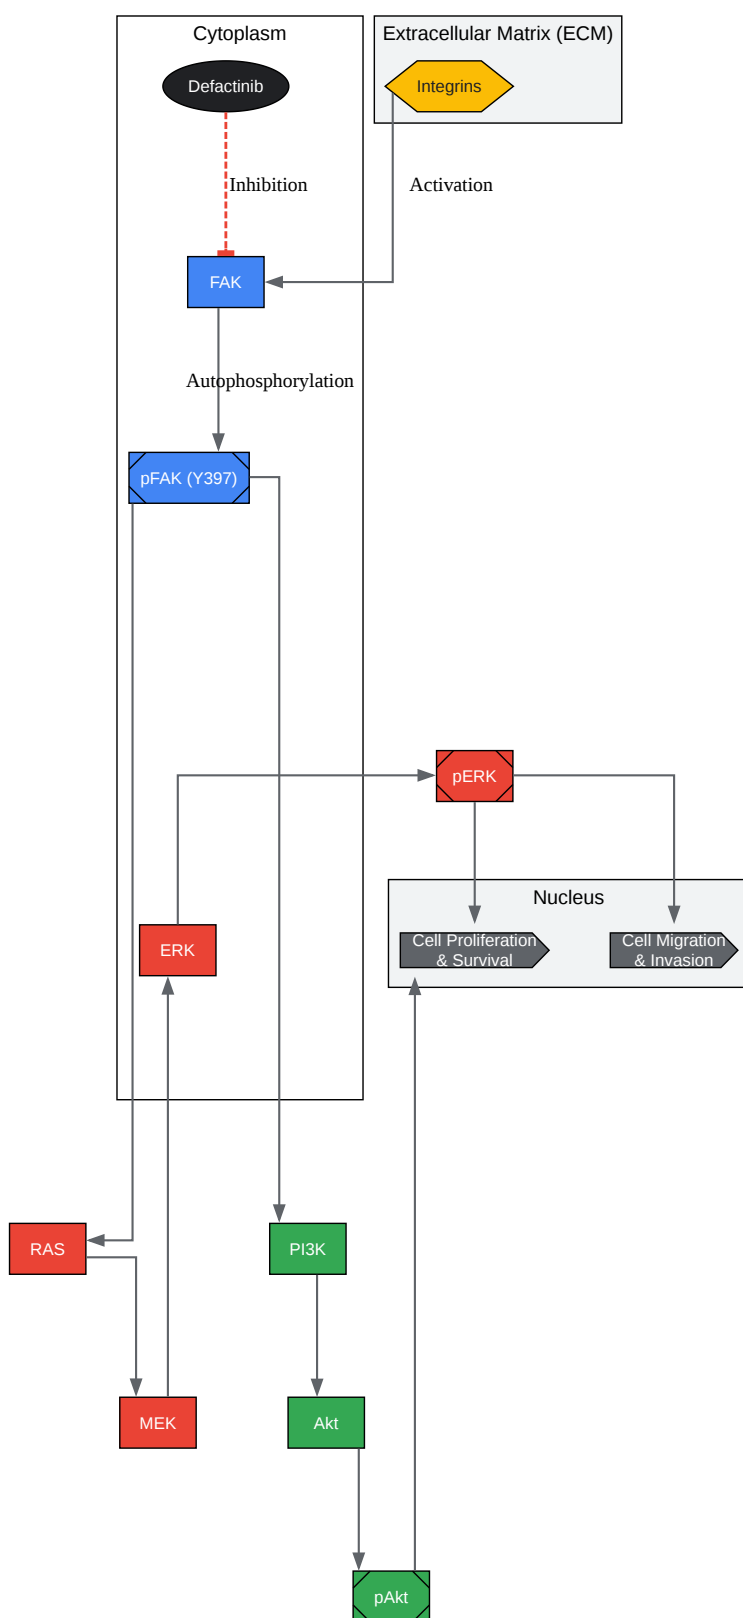 Cytoplasm
Extracellular Matrix (ECM)
Defactinib
Integrins
Inhibition
Activation
FAK
Autophosphorylation
pFAK (Y397)
pERK
Nucleus
ERK
Cell Proliferation
& Survival
Cell Migration
& Invasion
RAS
PI3K
MEK
Akt
pAkt